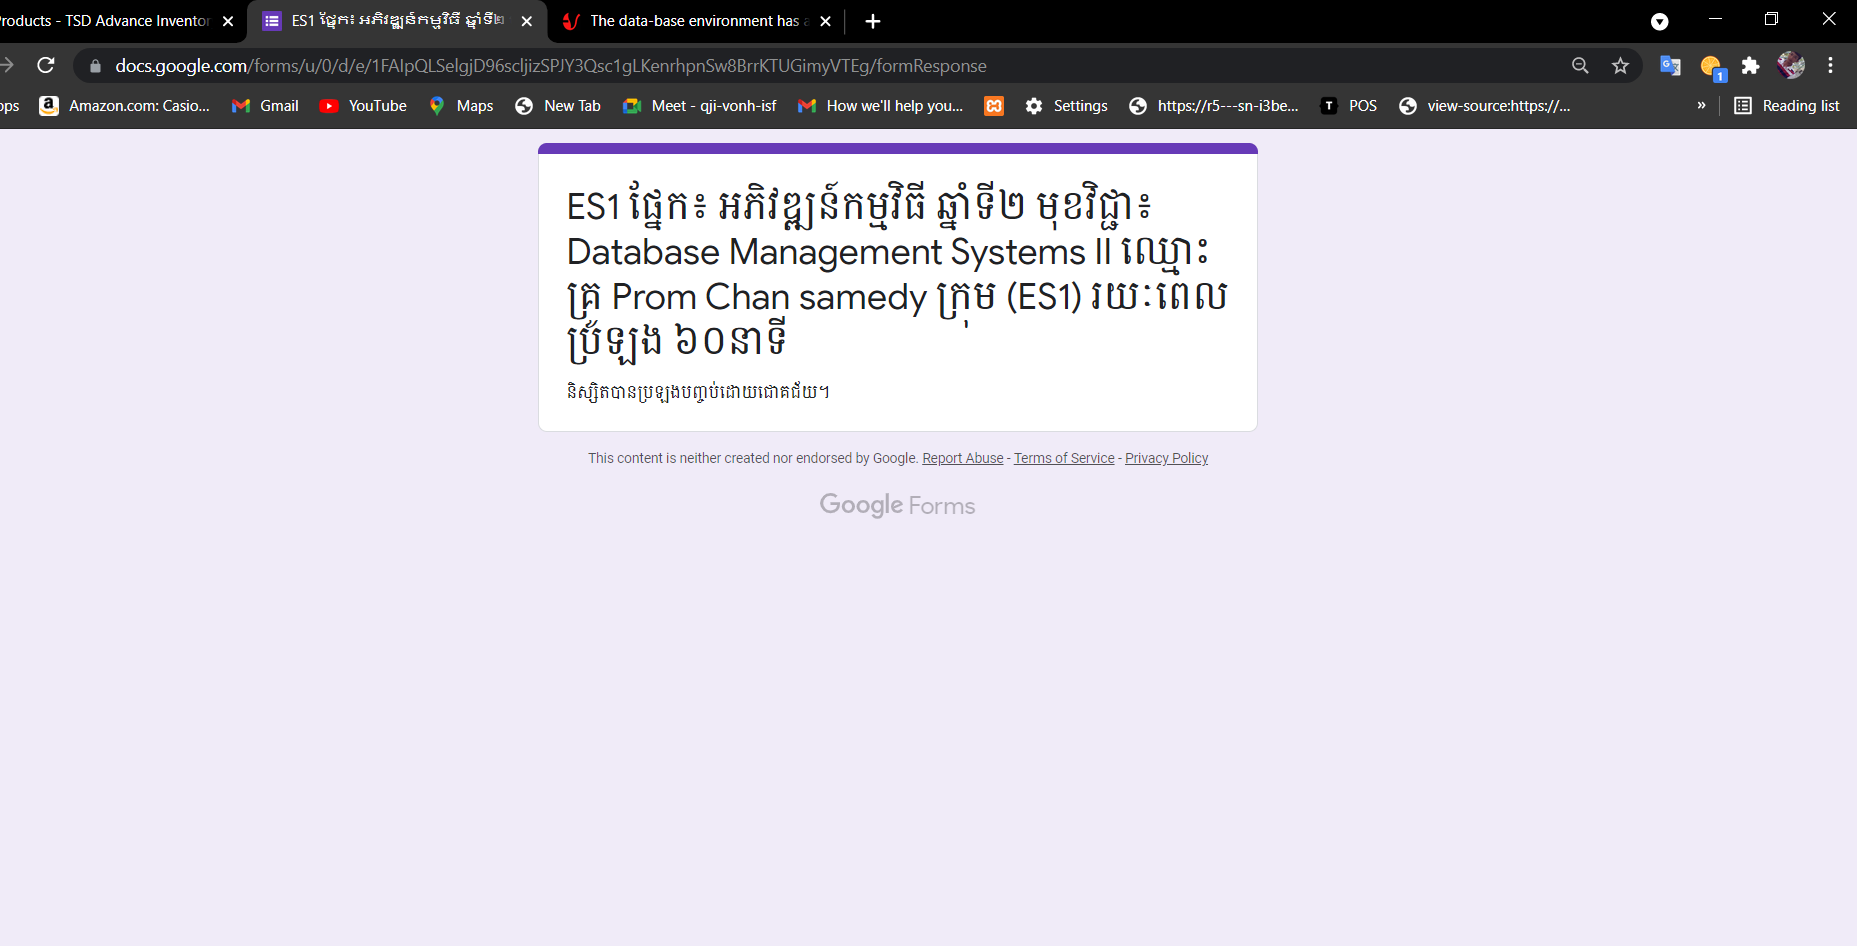 roducts - TSD Advance Inventor
ES1 ផ្នែក៖ អភិវឌ្ឍន៍កម្មវិធី ឆ្នាំទី២
The data-base environment has a
docs.google.com/forms/u/0/d/e/1FAIpQLSelgjD96scljizSPJY3Qsc1gLKenrhpnSw8BrrKTUGimyVTEg/formResponse
1
ops Amazon.com: Casio... Gmail YouTube Maps New Tab Meet - qji-vonh-isf How we'll help you... Settings https://r5---sn-i3be... T POS view-source:https://... » Reading list
ES1 ផ្នែក៖ អភិវឌ្ឍន៍កម្មវិធី ឆ្នាំទី២ មុខវិជ្ជា៖
Database Management Systems II ឈ្មោះ
គ្រូ Prom Chan samedy ក្រុម (ES1) រយៈពេល
ប្រឡង ៦០នាទី
និស្សិតបានប្រឡងបញ្ចប់ដោយជោគជ័យ។
This content is neither created nor endorsed by Google. Report Abuse - Terms of Service - Privacy Policy
Google Forms